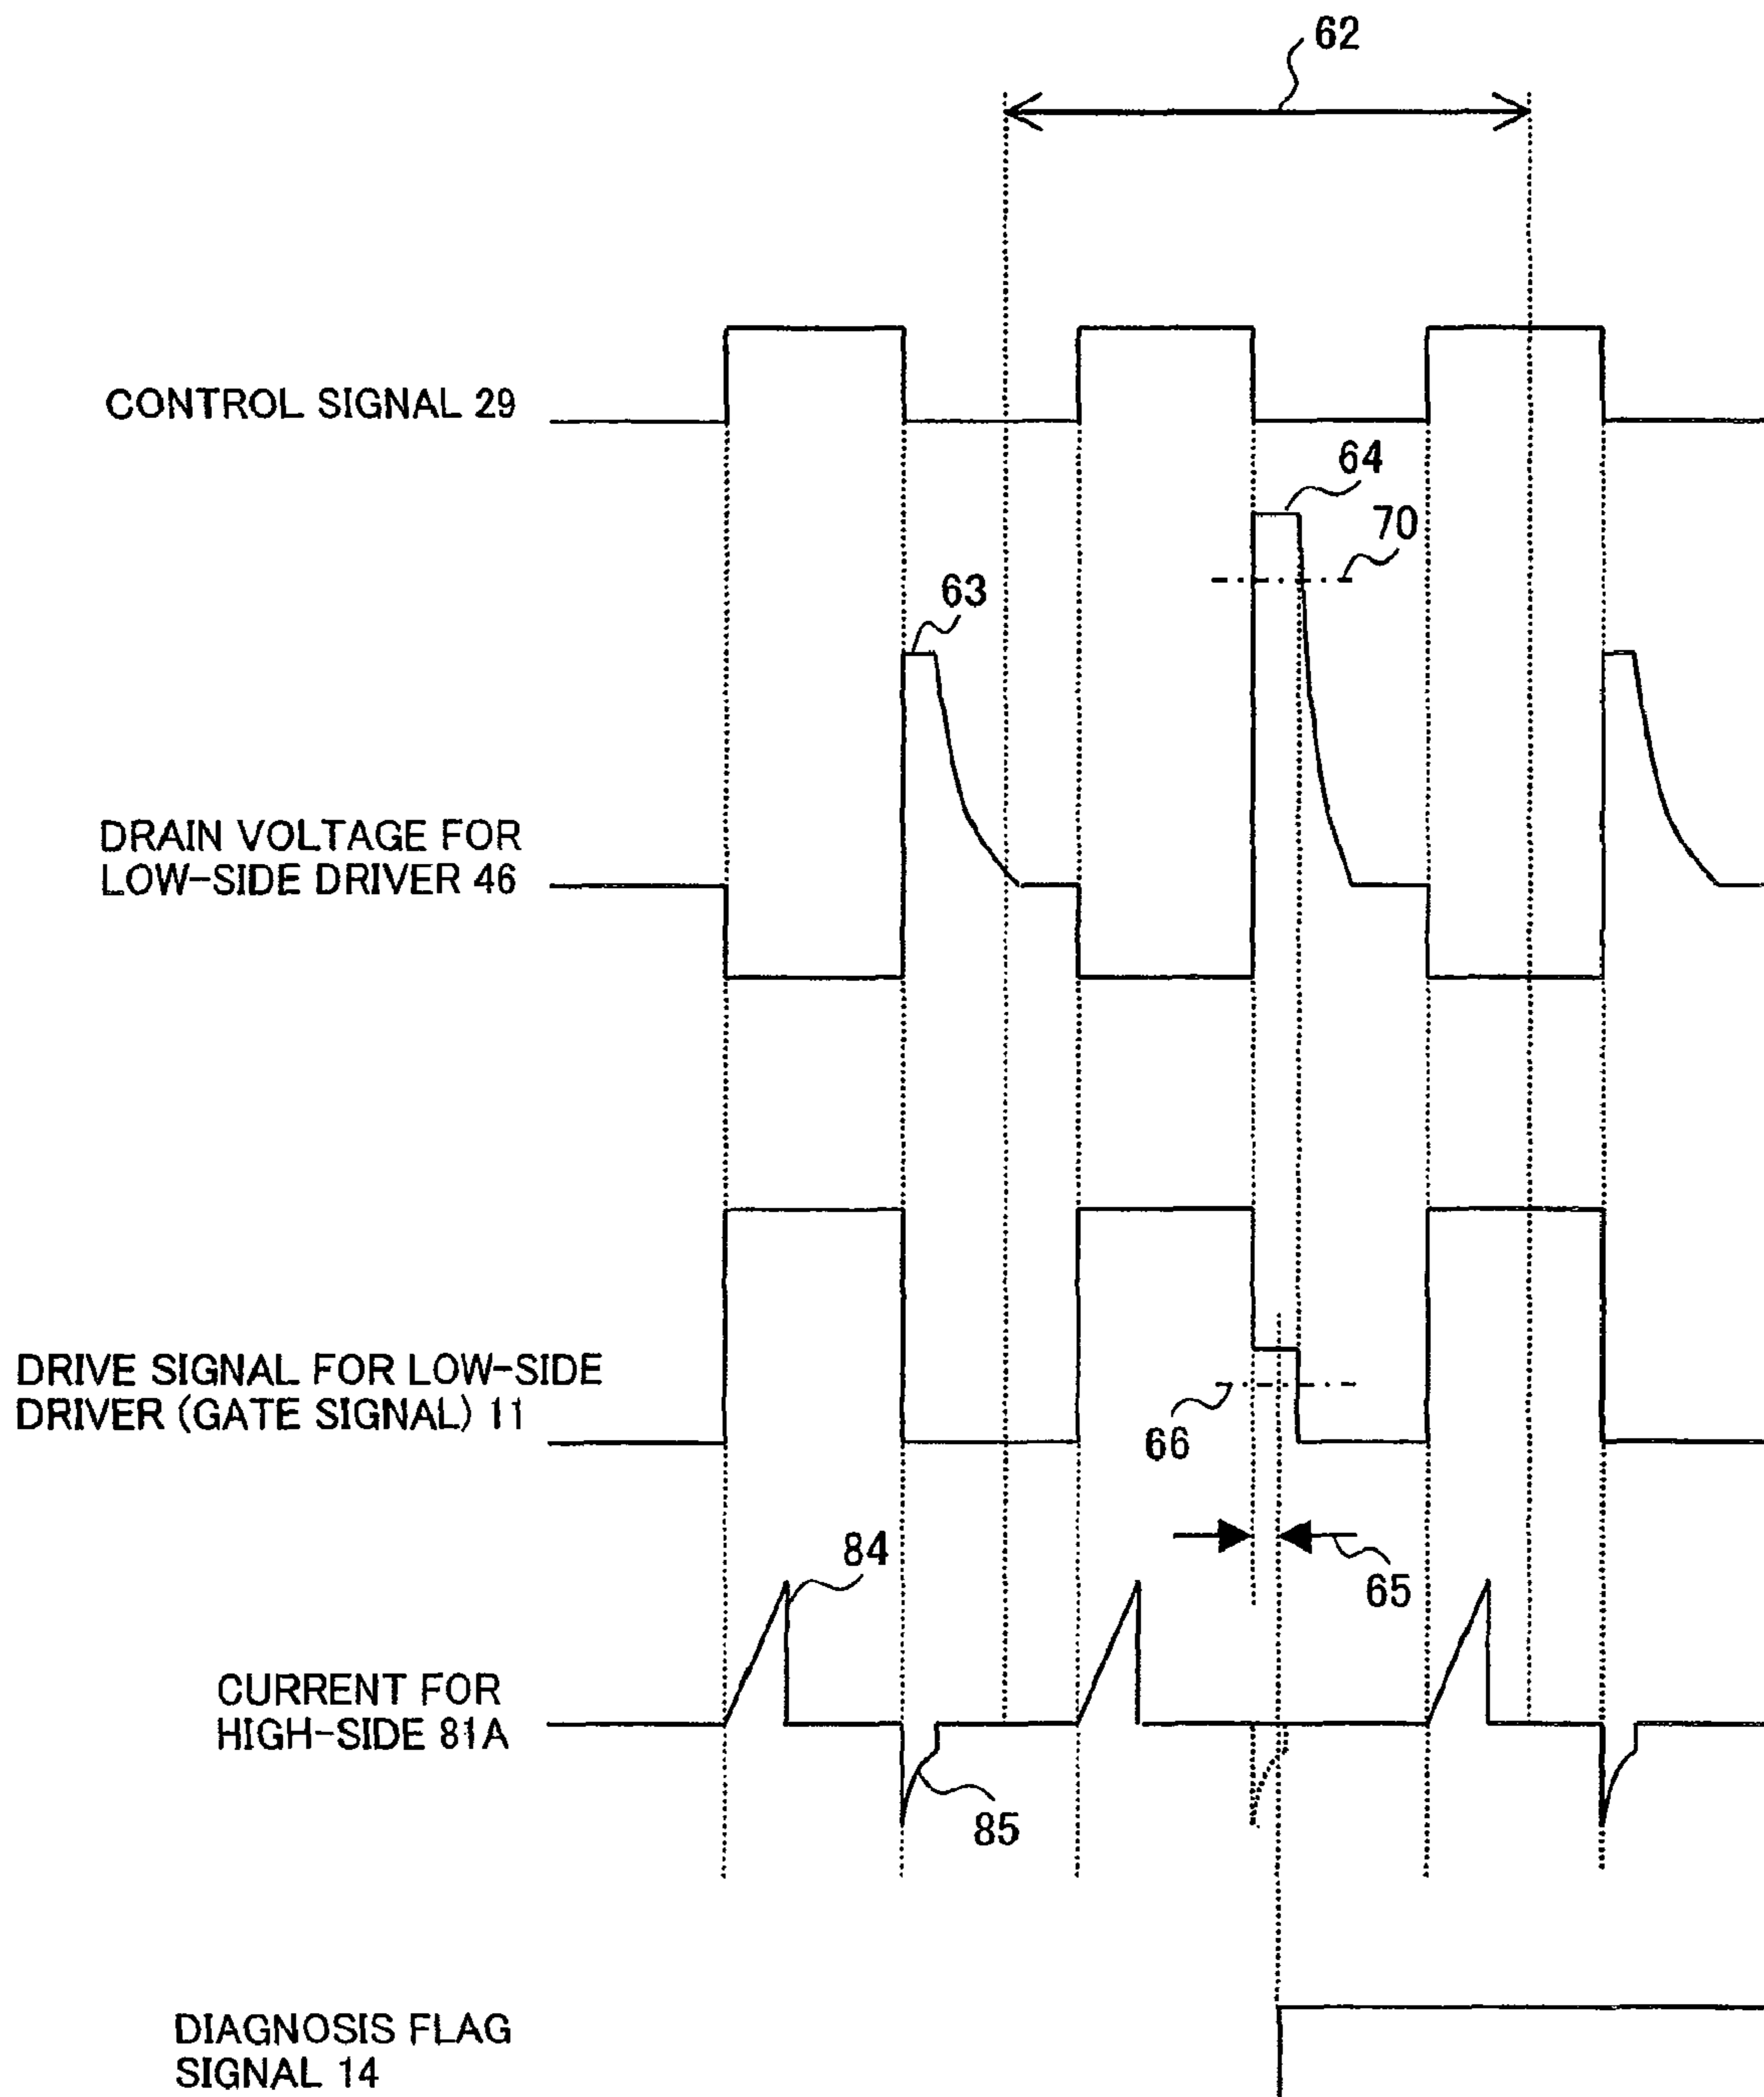 62
CONTROL SIGNAL 29
64
70
63
DRAIN VOLTAGE FOR
LOW-SIDE DRIVER 46
DRIVE SIGNAL FOR LOW-SIDE
DRIVER (GATE SIGNAL) 11
66
84
65
CURRENT FOR
HIGH-SIDE 81A
85
DIAGNOSIS FLAG
SIGNAL 14